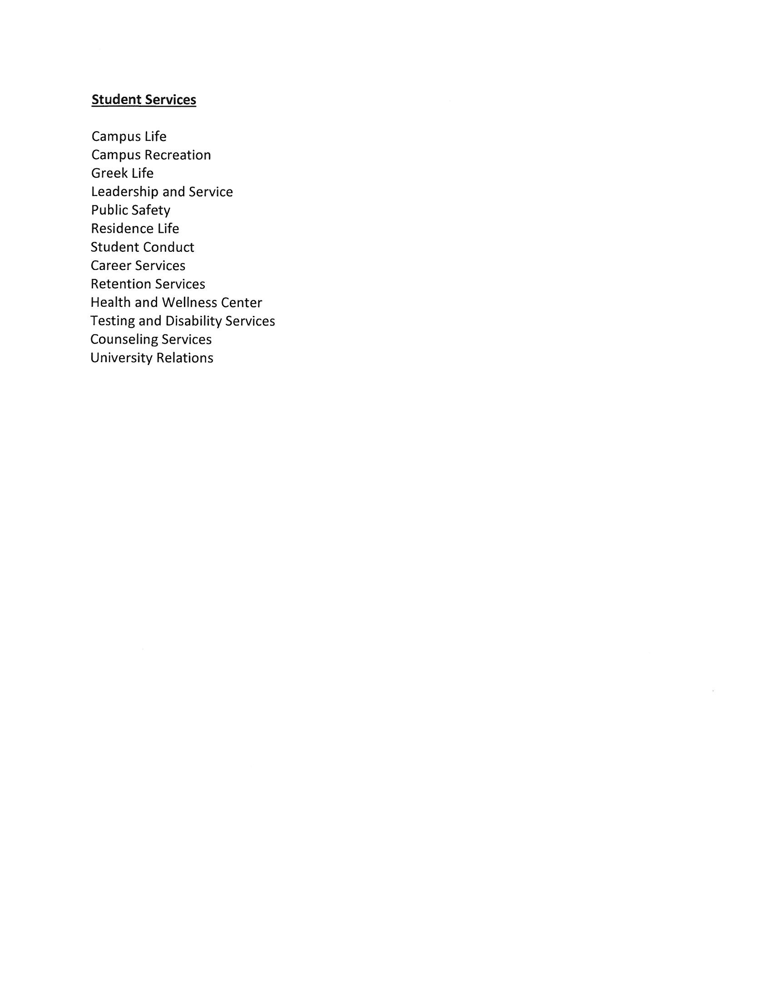 Student Services
Campus Life
Campus Recreation
Greek Life
Leadership and Service
Public Safety
Residence Life
Student Conduct
Career Services
Retention Services
Health and Wellness Center
Testing and Disability Services
Counseling Services
University Relations